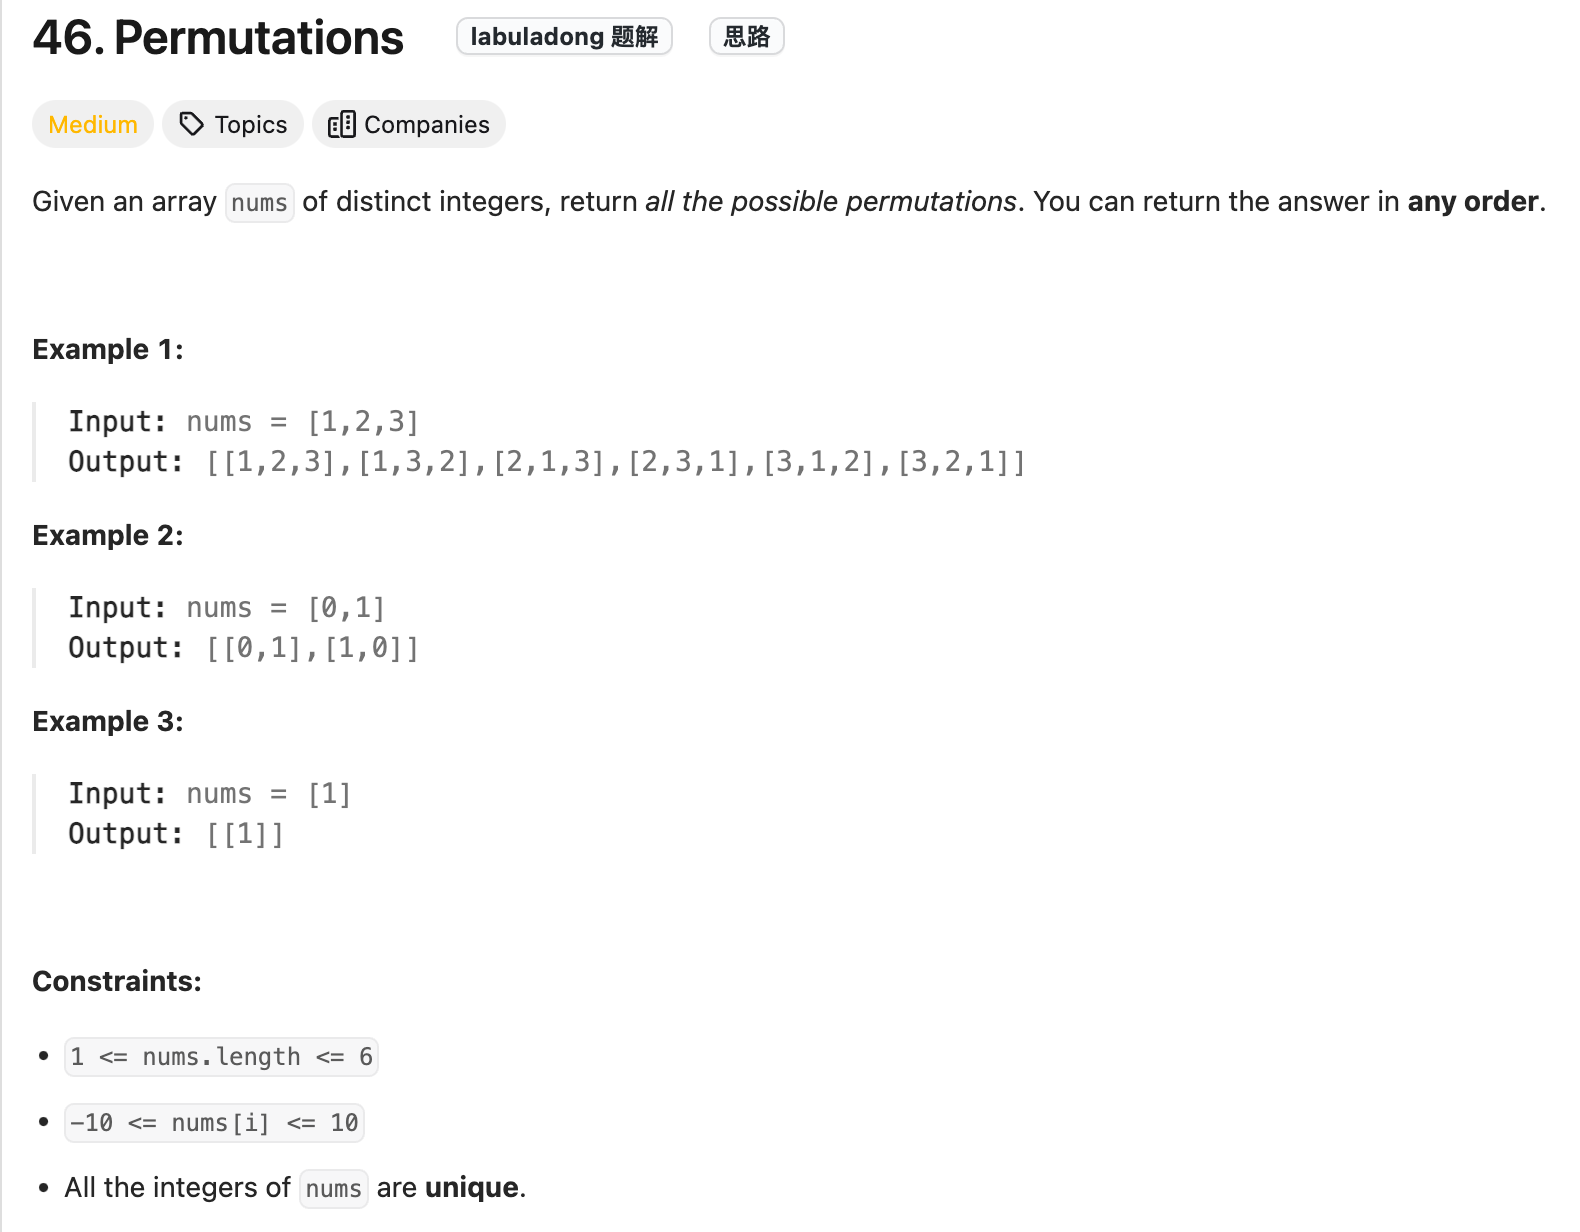 46. Permutations labuladong 题解 思路
Medium Topics Companies
Given an array nums of distinct integers, return all the possible permutations. You can return the answer in any order.
Example 1:
Input: nums = [1,2,3]
Output: [[1,2,3],[1,3,2],[2,1,3],[2,3,1],[3,1,2],[3,2,1]]
Example 2:
Input: nums = [0,1]
Output: [[0,1],[1,0]]
Example 3:
Input: nums = [1]
Output: [[1]]
Constraints:
• 1 <= nums.length <= 6
• -10 <= nums[i] <= 10
• All the integers of nums are unique.